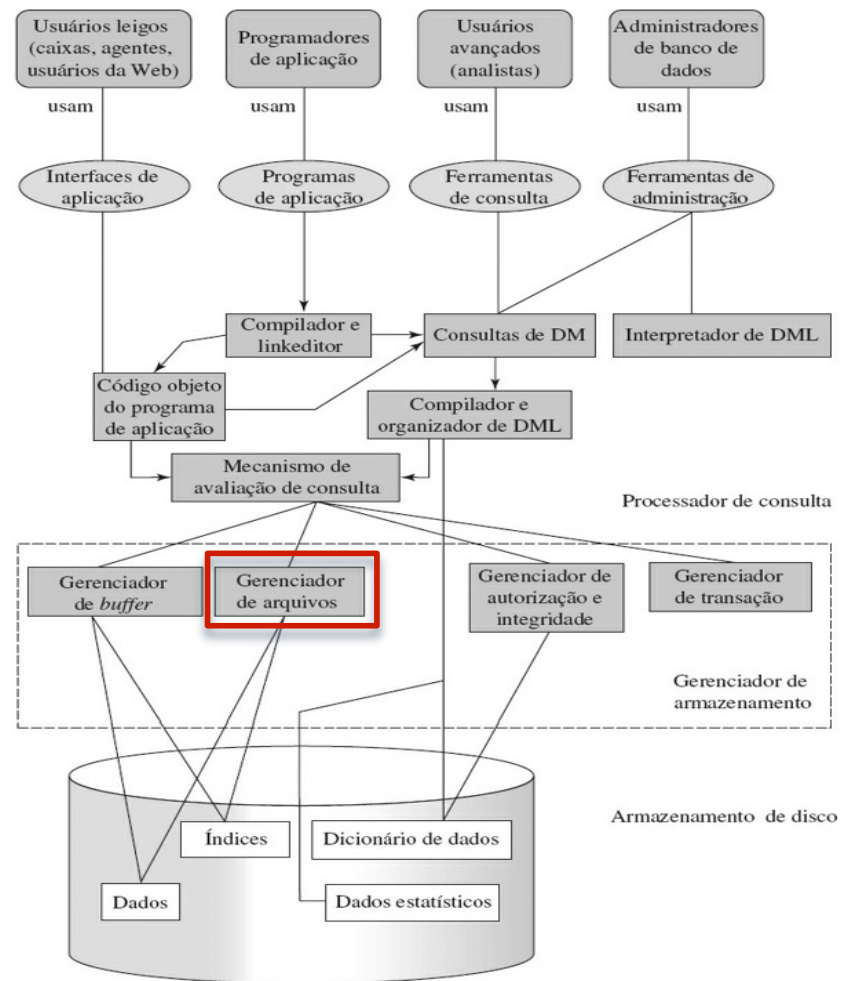 Usuários leigos
(caixas, agentes,
usuários da Web)
Programadores
de aplicação
Usuários
avançados
(analistas)
Administradores
de banco de
dados
usam
usam
usam
usam
Interfaces de
aplicação
Programas
de aplicação
Ferramentas
de consulta
Ferramentas de
administração
Compilador e
linkeditor
Consultas de DM
Interpretador de DML
Código objeto
do programa
de aplicação
Compilador e
organizador de DML
Mecanismo de
avaliação de consulta
Processador de consulta
Gerenciador
de buffer
Gerenciador
de arquivos
Gerenciador de
autorização e
integridade
Gerenciador
de transação
Gerenciador de
armazenamento
Armazenamento de disco
Índices
Dicionário de dados
Dados
Dados estatísticos